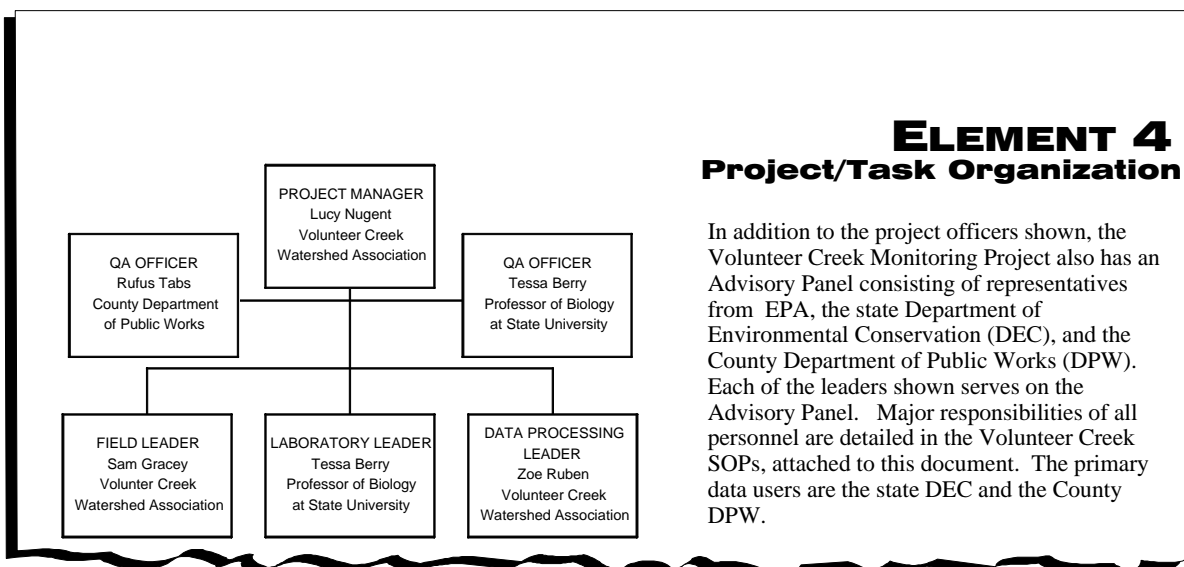 ELEMENT 4
Project/Task Organization
PROJECT MANAGER
Lucy Nugent
Volunteer Creek
Watershed Association
QA OFFICER
Rufus Tabs
County Department
of Public Works
QA OFFICER
Tessa Berry
Professor of Biology
at State University
FIELD LEADER
Sam Gracey
Volunter Creek
Watershed Association
LABORATORY LEADER
Tessa Berry
Professor of Biology
at State University
DATA PROCESSING
LEADER
Zoe Ruben
Volunteer Creek
Watershed Association
In addition to the project officers shown, the
Volunteer Creek Monitoring Project also has an
Advisory Panel consisting of representatives
from EPA, the state Department of
Environmental Conservation (DEC), and the
County Department of Public Works (DPW).
Each of the leaders shown serves on the
Advisory Panel. Major responsibilities of all
personnel are detailed in the Volunteer Creek
SOPs, attached to this document. The primary
data users are the state DEC and the County
DPW.